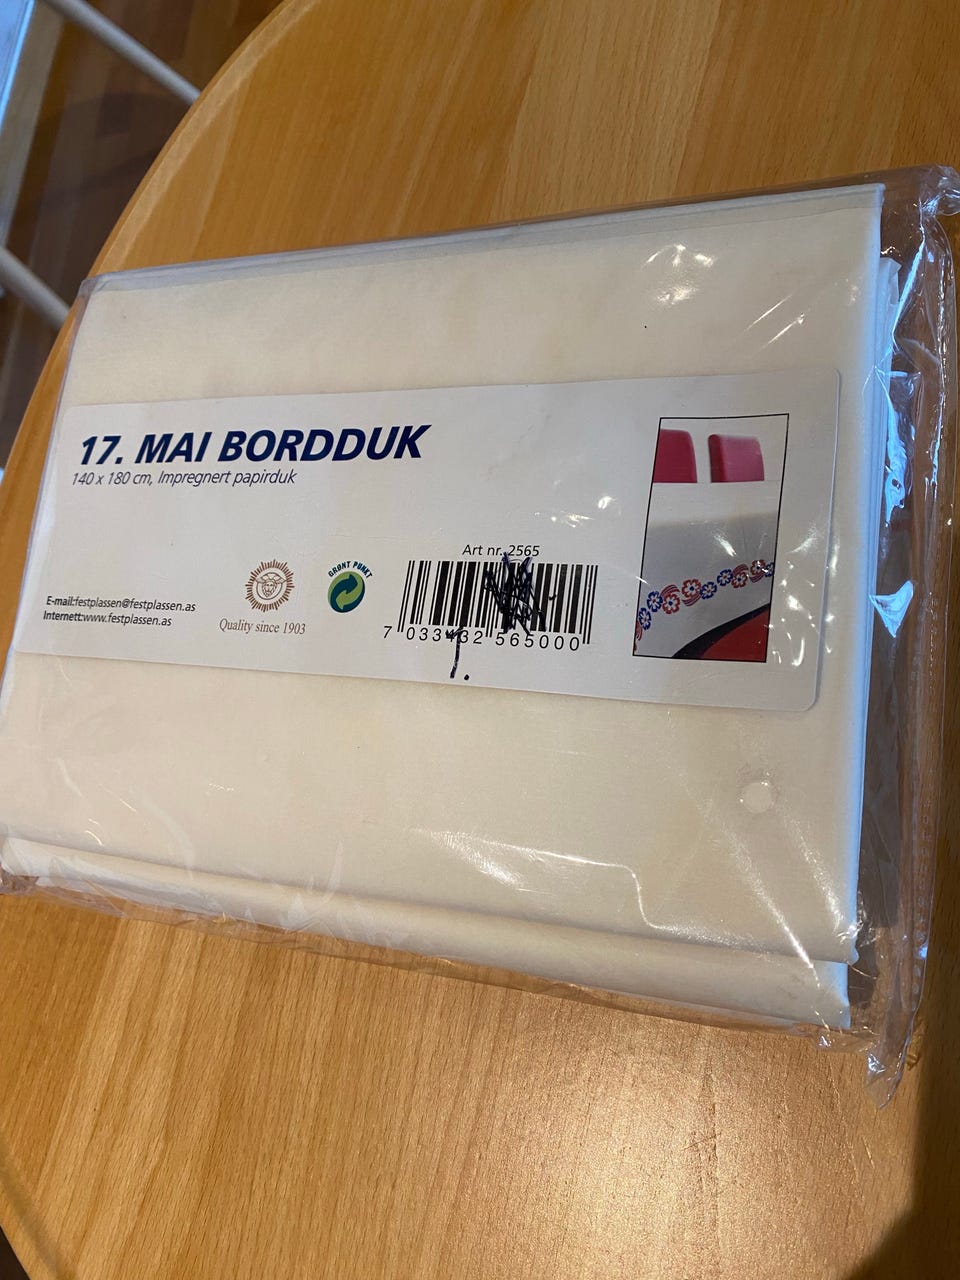 17. MAI BORDDUK
140 x 180 cm, Impregnert papirduk
Art nr. 2565
GRØNT PUNKT
E-mail:festplassen@festplassen.as
Internett:www.festplassen.as
Quality since 1903
7 033432 565000
1.